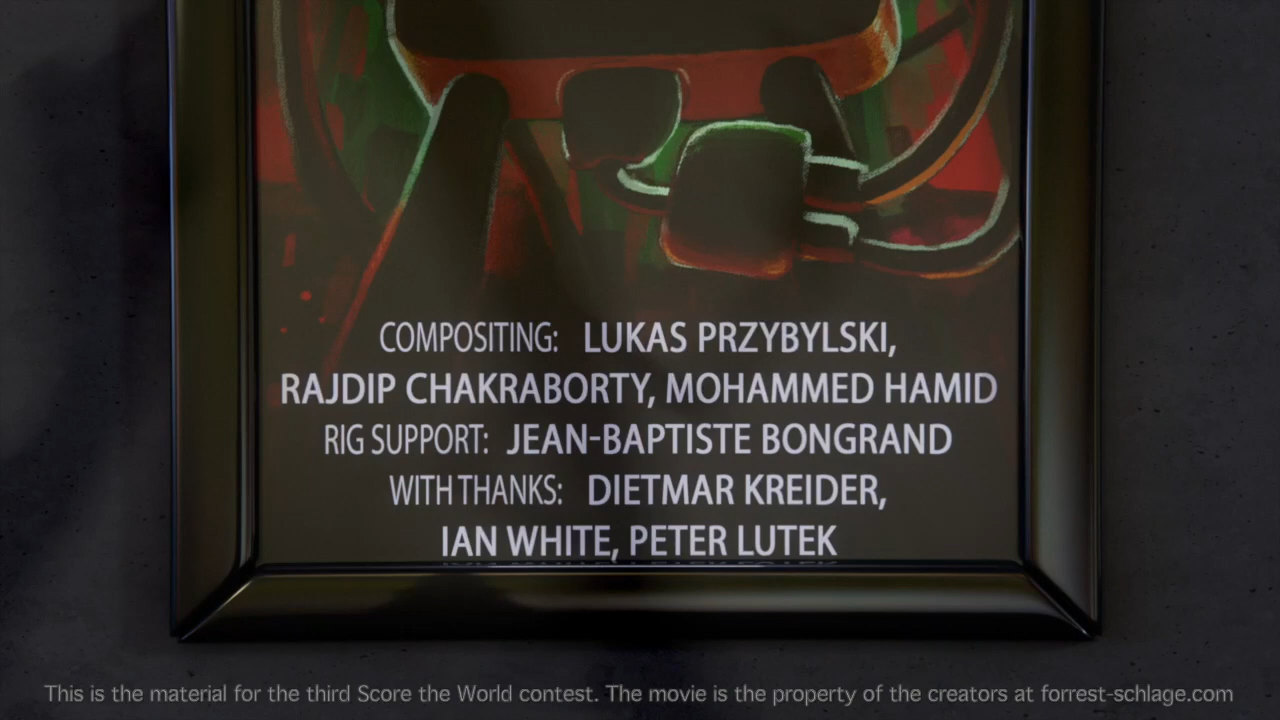 COMPOSITING: LUKAS PRZYBYLSKI,
RAJDIP CHAKRABORTY, MOHAMMED HAMID
RIG SUPPORT: JEAN-BAPTISTE BONGRAND
WITH THANKS: DIETMAR KREIDER,
IAN WHITE, PETER LUTEK
This is the material for the third Score the World contest. The movie is the property of the creators at forrest-schlage.com